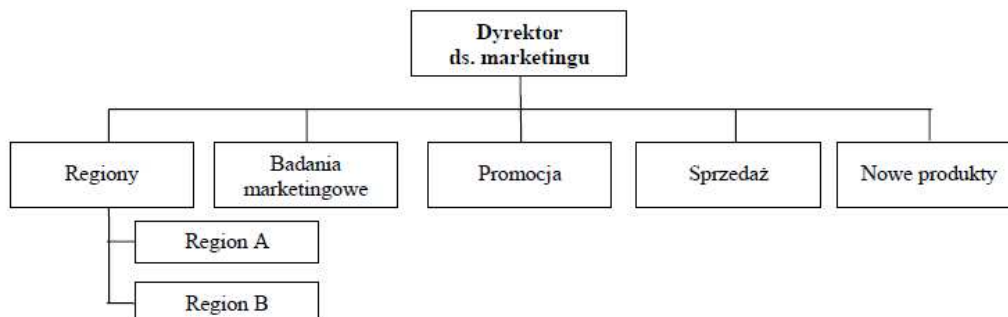 Dyrektor
ds. marketingu
Regiony
Badania
marketingowe
Promocja
Sprzedaż
Nowe produkty
Region A
Region B